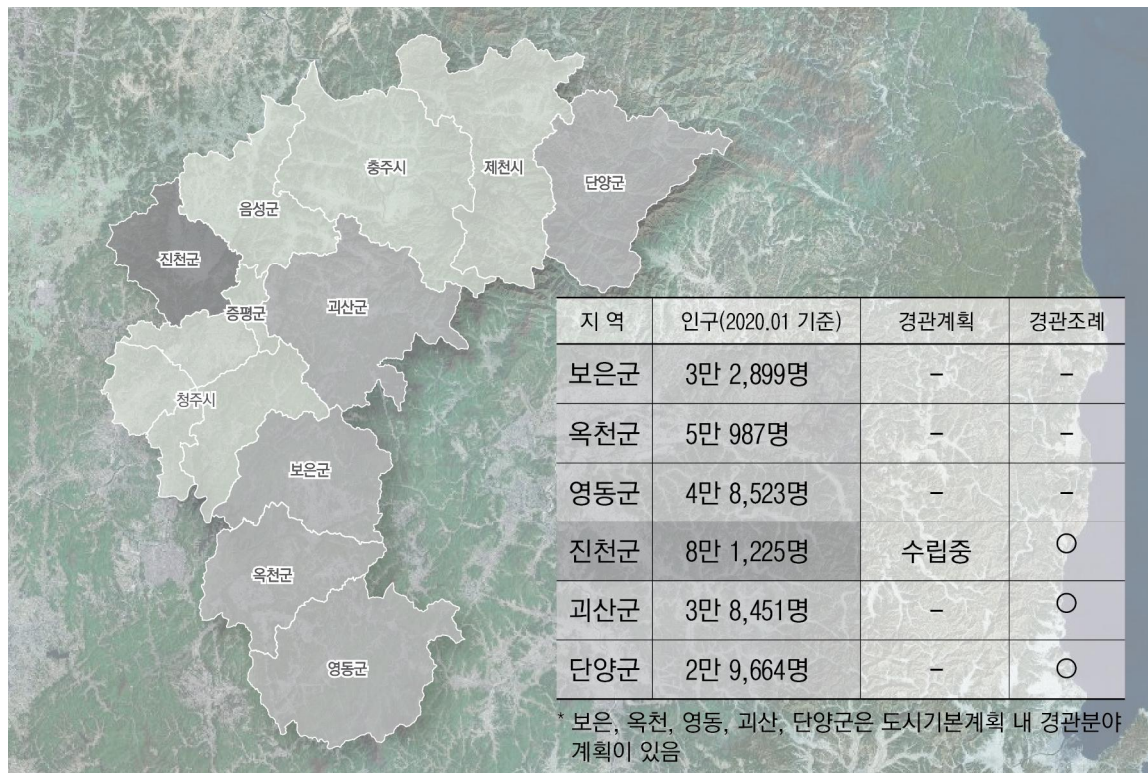 충주시
제천시
단양군
음성군
진천군
괴산군
증평군
청주시
보은군
옥천군
영동군
지 역 인구(2020.01 기준) 경관계획 경관조례
보은군 3만 2,899명 - -
옥천군 5만 987명 - -
영동군 4만 8,523명 - -
진천군 8만 1,225명 수립중 ○
괴산군 3만 8,451명 - ○
단양군 2만 9,664명 - ○
* 보은, 옥천, 영동, 괴산, 단양군은 도시기본계획 내 경관분야
계획이 있음